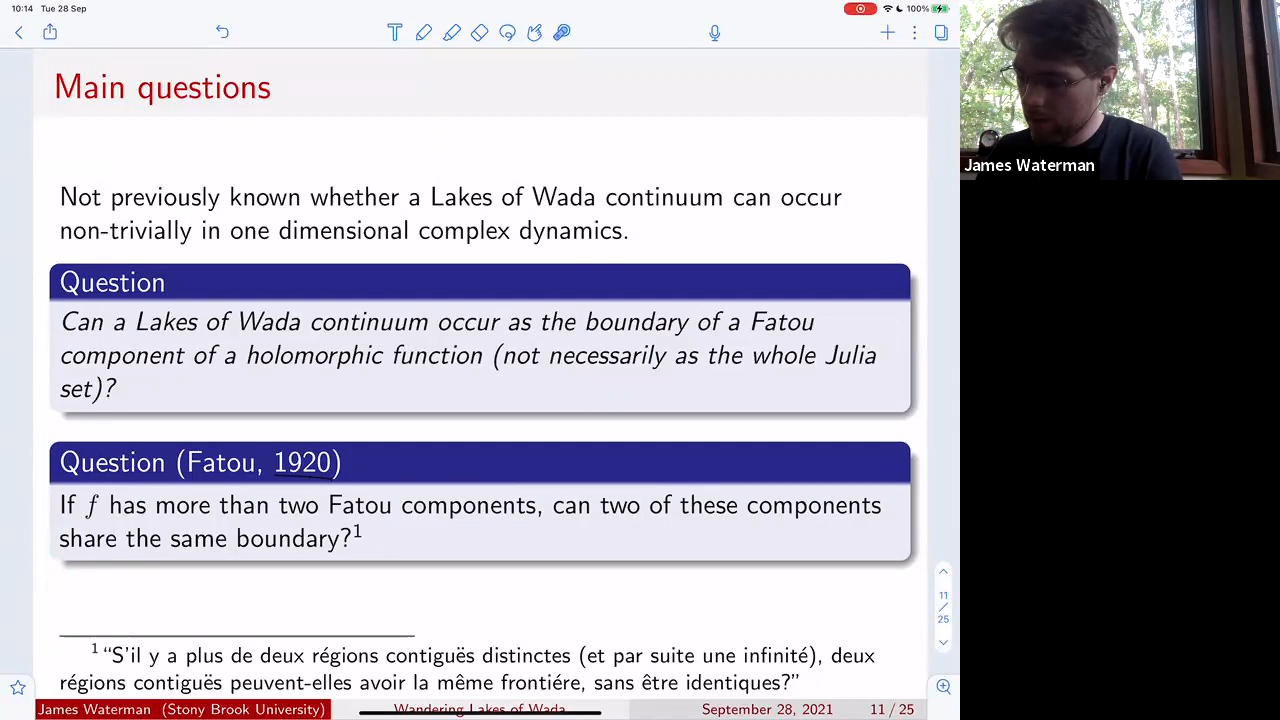 10:14 Tue 28 Sep
100%
Main questions
Not previously known whether a Lakes of Wada continuum can occur
non-trivially in one dimensional complex dynamics.
Question
Can a Lakes of Wada continuum occur as the boundary of a Fatou
component of a holomorphic function (not necessarily as the whole Julia
set)?
Question (Fatou, 1920)
If f has more than two Fatou components, can two of these components
share the same boundary?1
1 “S'il y a plus de deux régions contiguës distinctes (et par suite une infinité), deux
régions contiguës peuvent-elles avoir la même frontiére, sans être identiques?”
James Waterman (Stony Brook University)
Wandering Lakes of Wada
September 28, 2021
11 / 25
11
/
25
James Waterman